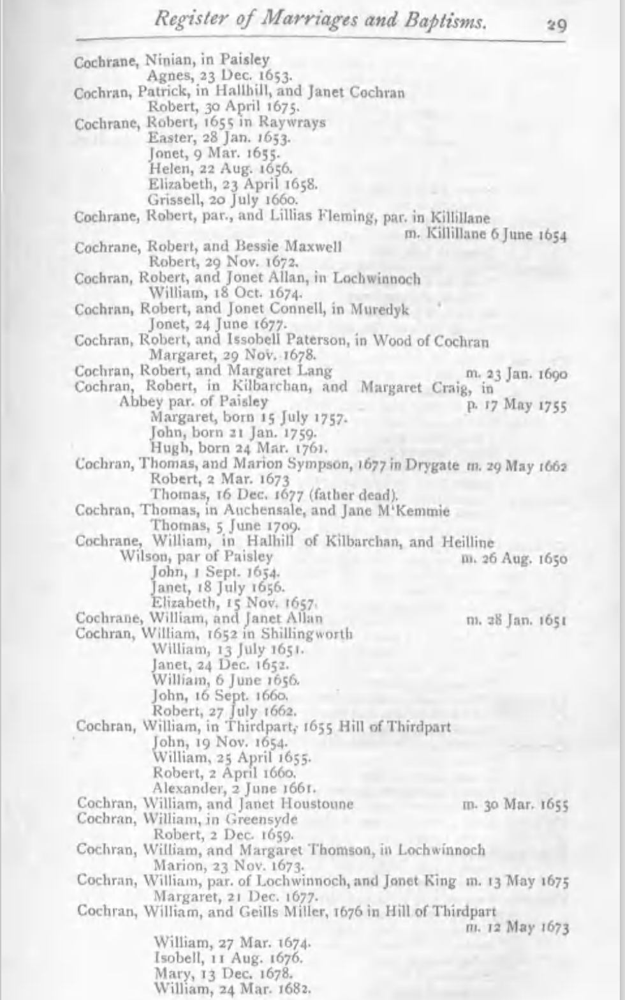 Register of Marriages and Baptisms. 29
Cochrane, Ninian, in Paisley
Agnes, 23 Dec. 1653.
Cochran, Patrick, in Hallhill, and Janet Cochran
Robert, 30 April 1675.
Cochrane, Robert, 1655 in Raywrays
Easter, 28 Jan. 1653.
Jonet, 9 Mar. 1655.
Helen, 22 Aug. 1656.
Elizabeth, 23 April 1658.
Grissell, 20 July 1660.
Cochrane, Robert, par., and Lillias Fleming, par. in Killillane
m. Killillane 6 June 1654
Cochrane, Robert, and Bessie Maxwell
Robert, 29 Nov. 1672.
Cochran, Robert, and Jonet Allan, in Lochwinnoch
William, 18 Oct. 1674.
Cochran, Robert, and Jonet Connell, in Muredyk
Jonet, 24 June 1677.
Cochran, Robert, and Issobell Paterson, in Wood of Cochran
Margaret, 29 Nov. 1678.
Cochran, Robert, and Margaret Lang m. 23 Jan. 1690
Cochran, Robert, in Kilbarchan, and Margaret Craig, in
Abbey par. of Paisley p. 17 May 1755
Margaret, born 15 July 1757.
John, born 21 Jan. 1759.
Hugh, born 24 Mar. 1761.
Cochran, Thomas, and Marion Sympson, 1677 in Drygate m. 29 May 1662
Robert, 2 Mar. 1673
Thomas, 16 Dec. 1677 (father dead).
Cochran, Thomas, in Auchensale, and Jane M‘Kemmie
Thomas, 5 June 1709.
Cochrane, William, in Halhill of Kilbarchan, and Heilline
Wilson, par of Paisley m. 26 Aug. 1650
John, 1 Sept. 1654.
Janet, 18 July 1656.
Elizabeth, 15 Nov. 1657.
Cochrane, William, and Janet Allan m. 28 Jan. 1651
Cochran, William, 1652 in Shillingworth
William, 13 July 1651.
Janet, 24 Dec. 1652.
William, 6 June 1656.
John, 16 Sept. 1660.
Robert, 27 July 1662.
Cochran, William, in Thirdpart, 1655 Hill of Thirdpart
John, 19 Nov. 1654.
William, 25 April 1655.
Robert, 2 April 1660.
Alexander, 2 June 1661.
Cochran, William, and Janet Houstoune m. 30 Mar. 1655
Cochran, William, in Greensyde
Robert, 2 Dec. 1659.
Cochran, William, and Margaret Thomson, in Lochwinnoch
Marion, 23 Nov. 1673.
Cochran, William, par. of Lochwinnoch, and Jonet King m. 13 May 1675
Margaret, 21 Dec. 1677.
Cochran, William, and Geills Miller, 1676 in Hill of Thirdpart
m. 12 May 1673
William, 27 Mar. 1674.
Isobell, 11 Aug. 1676.
Mary, 13 Dec. 1678.
William, 24 Mar. 1682.